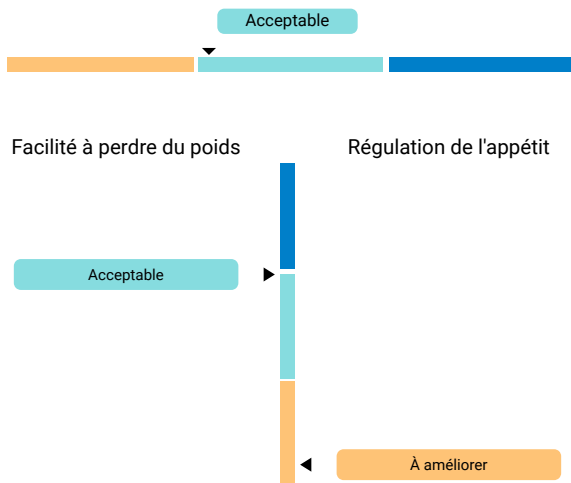 Acceptable
Facilité à perdre du poids
Régulation de l'appétit
Acceptable
À améliorer